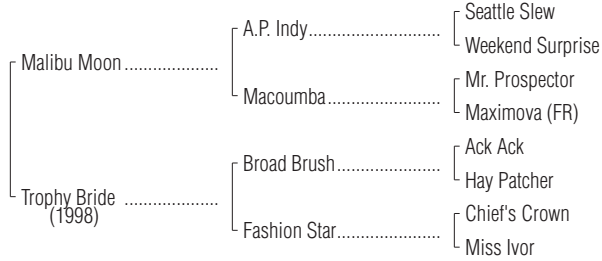 Seattle Slew
A.P. Indy........................................
Weekend Surprise
Malibu Moon ......................
Mr. Prospector
Macoumba..................................
Maximova (FR)
Ack Ack
Broad Brush................................
Hay Patcher
Trophy Bride ......................
(1998)
Chief's Crown
Fashion Star................................
Miss Ivor